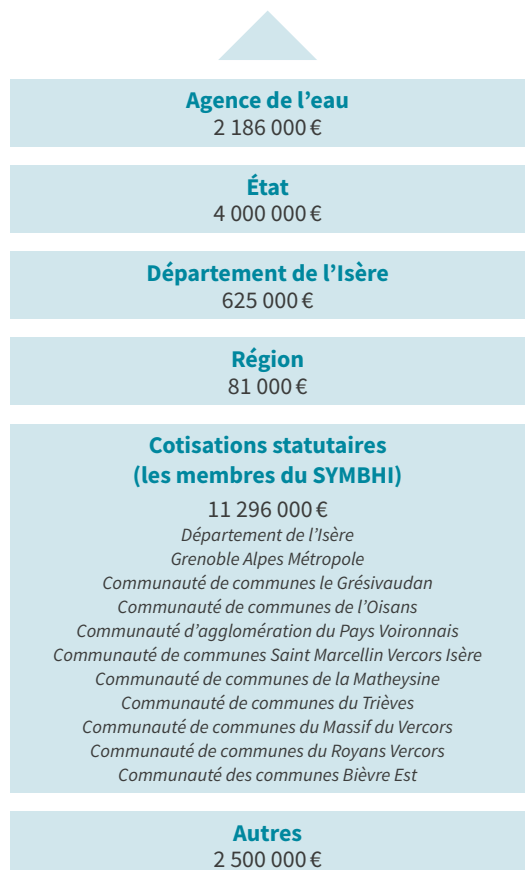 Agence de l’eau
2 186 000 €
État
4 000 000 €
Département de l’Isère
625 000 €
Région
81 000 €
Cotisations statutaires
(les membres du SYMBHI)
11 296 000 €
Département de l’Isère
Grenoble Alpes Métropole
Communauté de communes le Grésivaudan
Communauté de communes de l’Oisans
Communauté d’agglomération du Pays Voironnais
Communauté de communes Saint Marcellin Vercors Isère
Communauté de communes de la Matheysine
Communauté de communes du Trièves
Communauté de communes du Massif du Vercors
Communauté de communes du Royans Vercors
Communauté des communes Bièvre Est
Autres
2 500 000 €